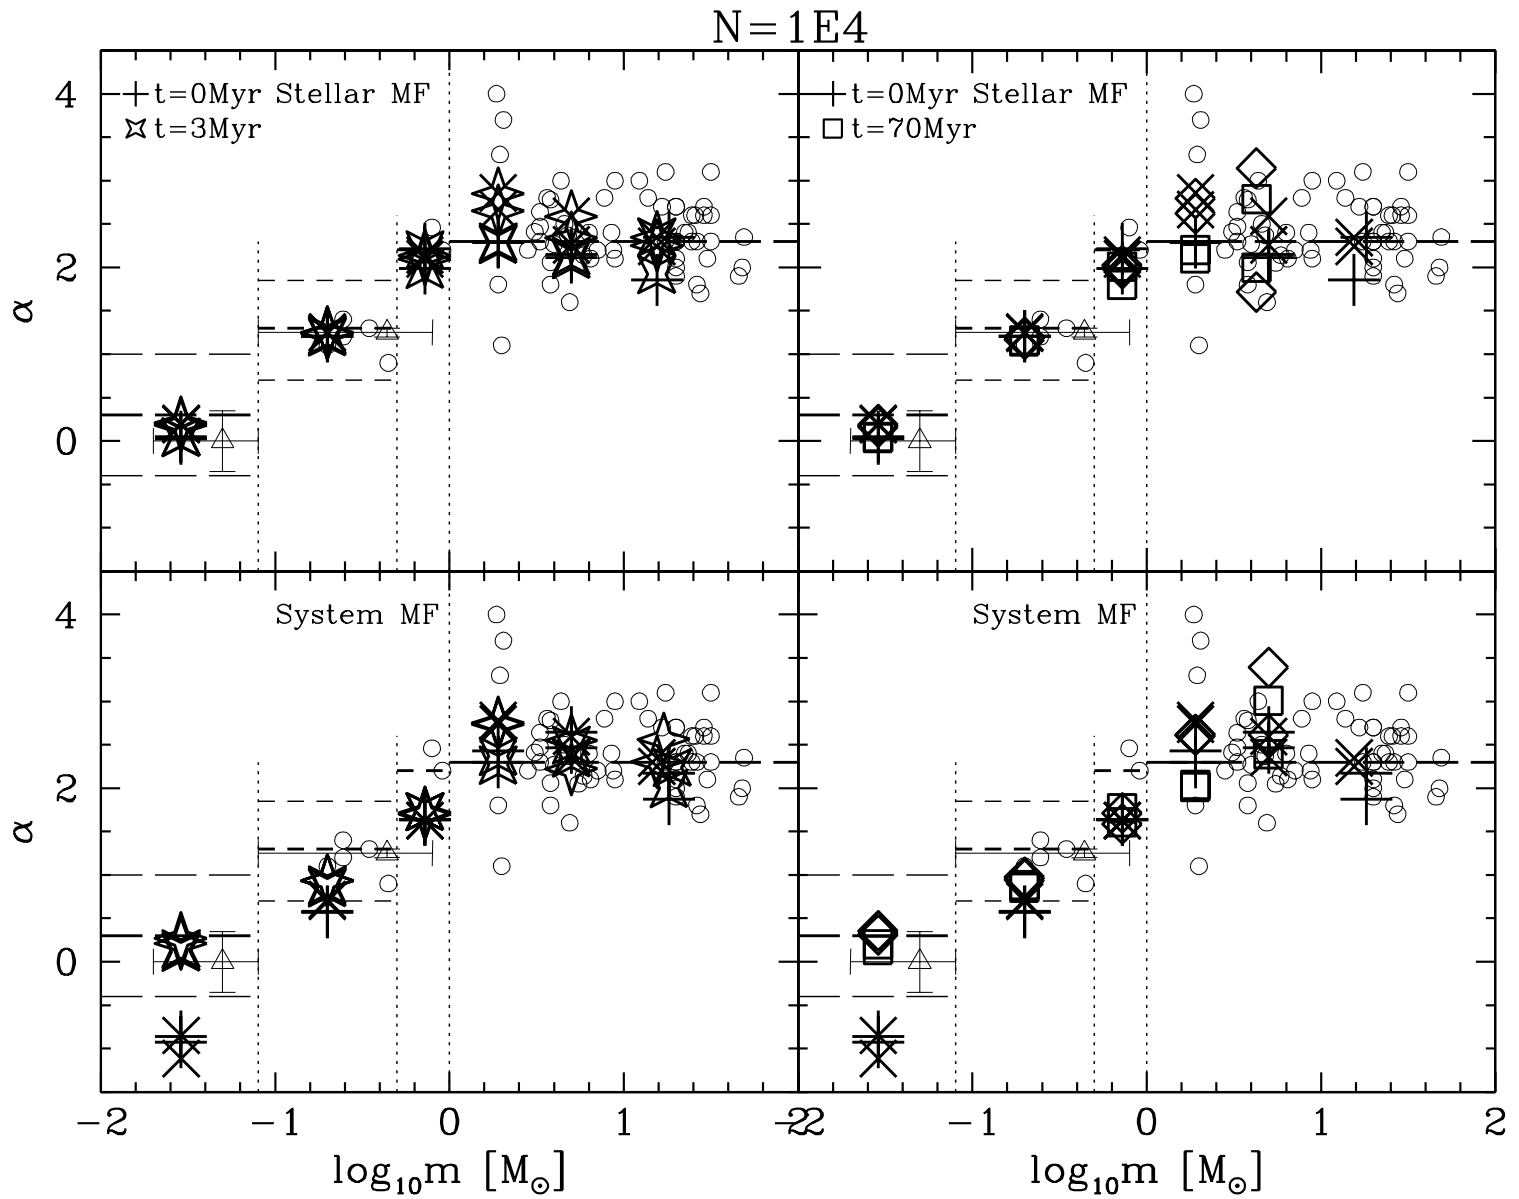 N=1E4
4
t=0Myr Stellar MF
t=3Myr
t=0Myr Stellar MF
t=70Myr
2
α
0
System MF
System MF
4
2
α
0
−2 −1 0 1 −22 −1 0 1 2
log10m [M⊙] log10m [M⊙]